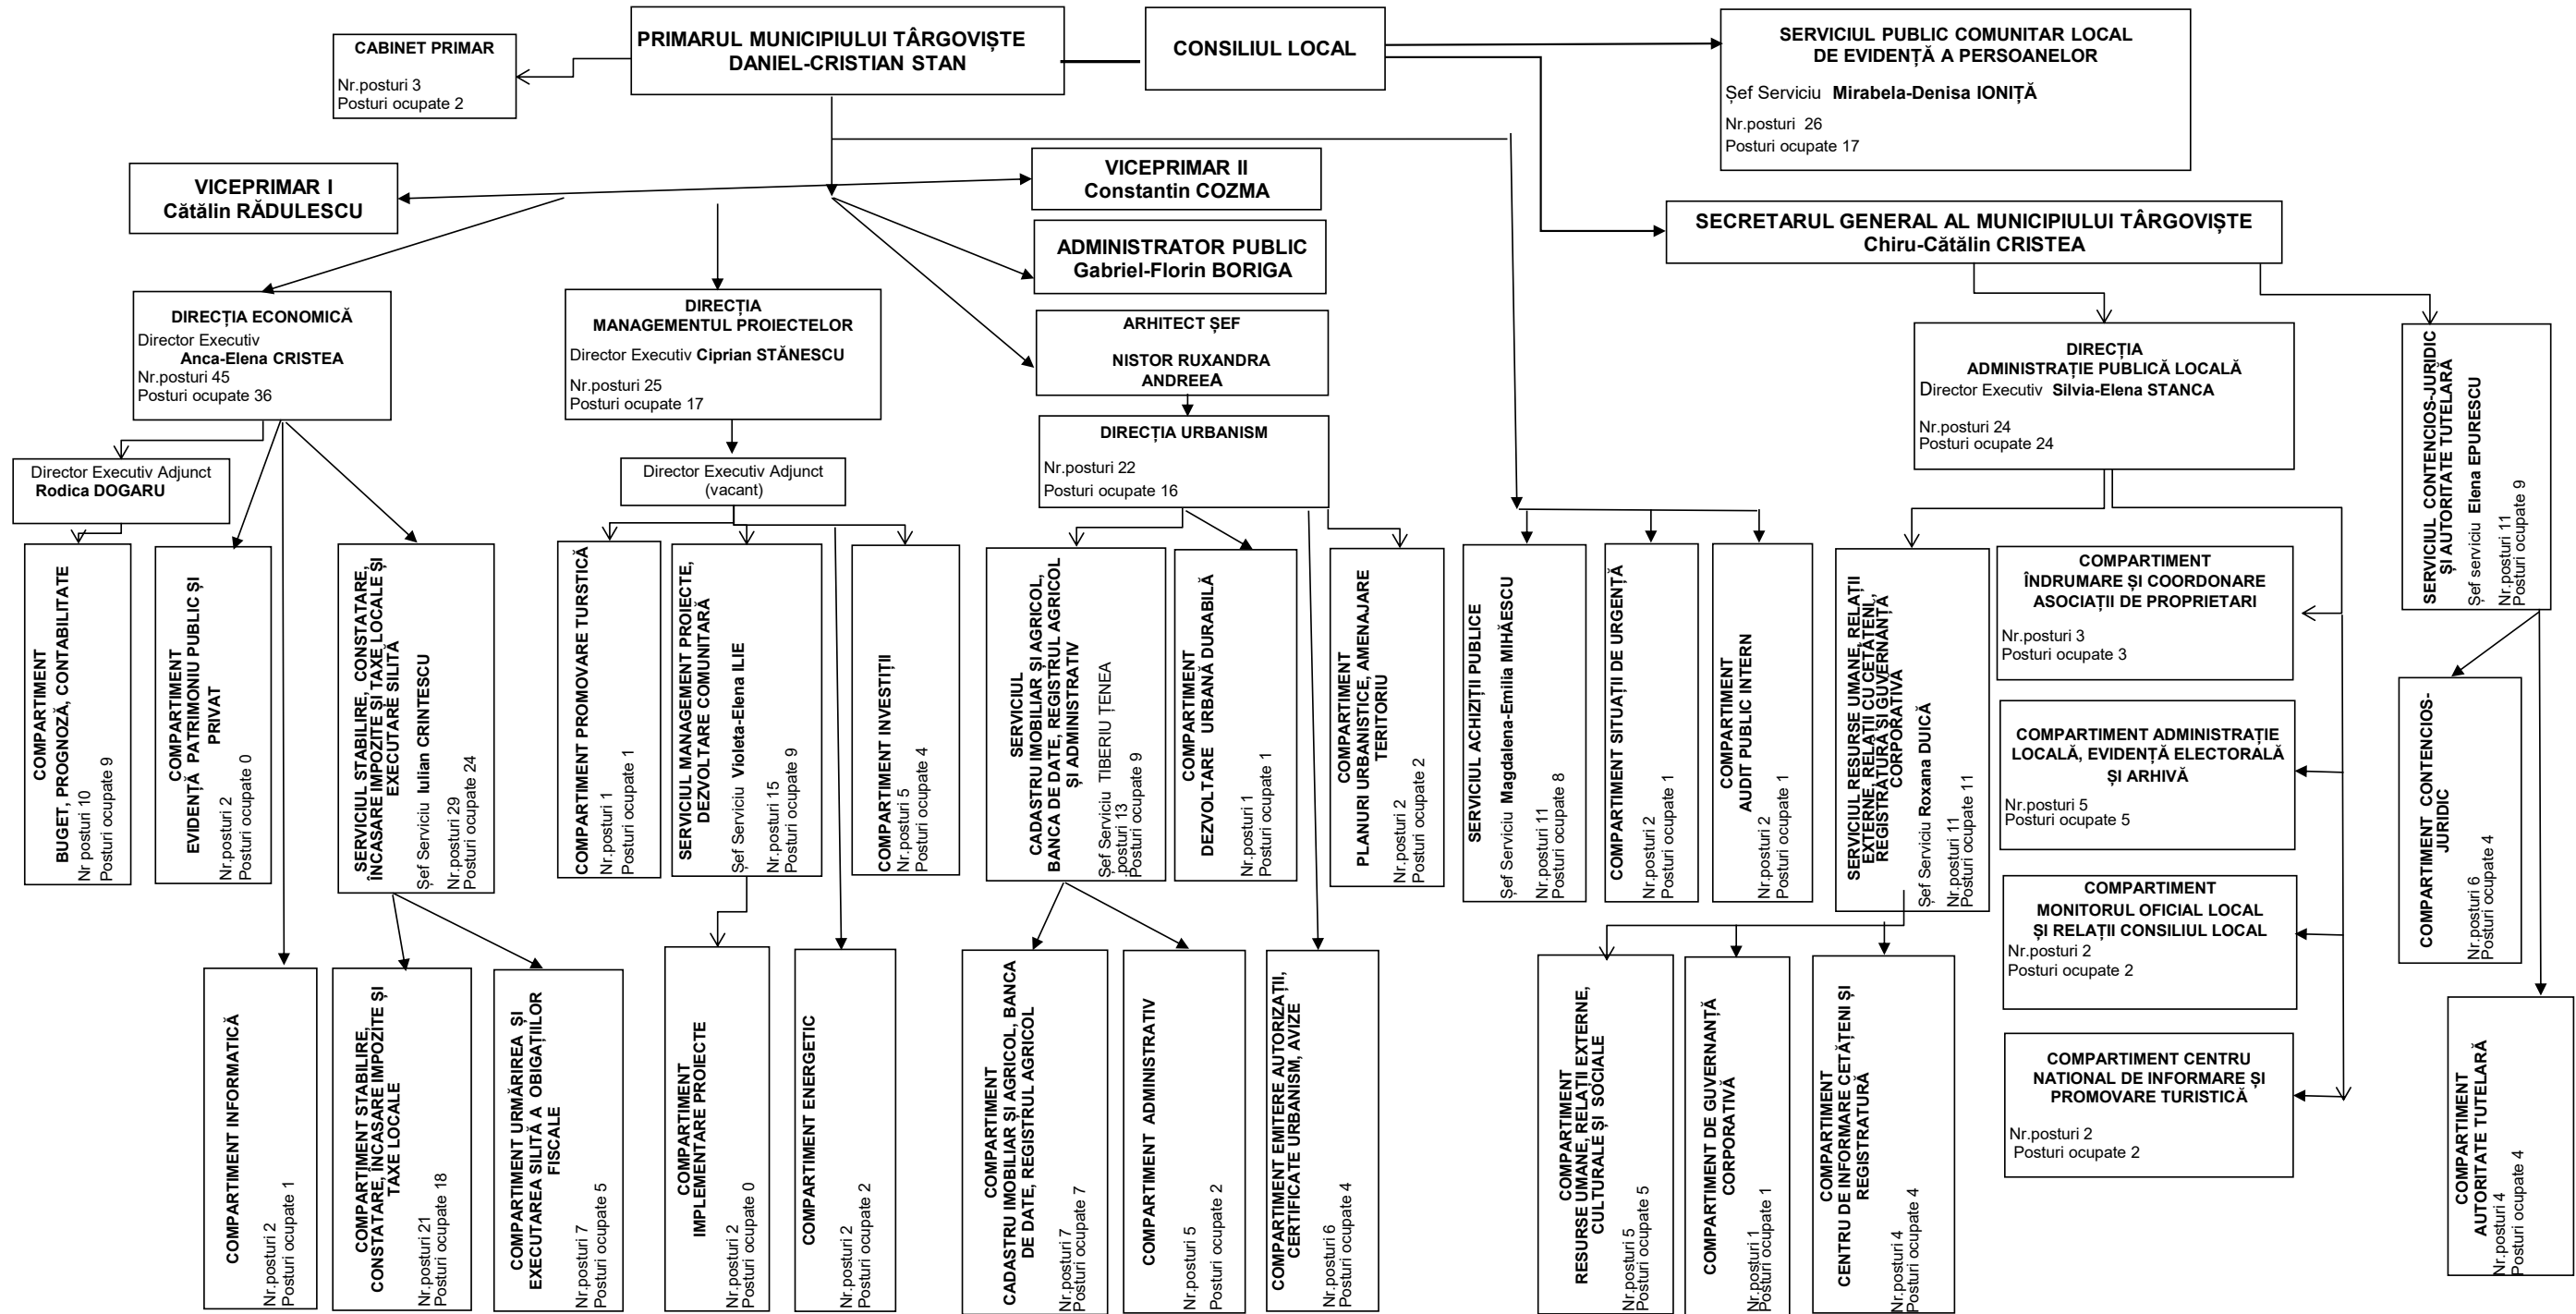 CABINET PRIMAR
Nr.posturi 3
Posturi ocupate 2
PRIMARUL MUNICIPIULUI TÂRGOVIȘTE
DANIEL-CRISTIAN STAN
CONSILIUL LOCAL
SERVICIUL PUBLIC COMUNITAR LOCAL
DE EVIDENȚĂ A PERSOANELOR
Șef Serviciu Mirabela-Denisa IONIȚĂ
Nr.posturi 26
Posturi ocupate 17
VICEPRIMAR I
Cătălin RĂDULESCU
VICEPRIMAR II
Constantin COZMA
ADMINISTRATOR PUBLIC
Gabriel-Florin BORIGA
SECRETARUL GENERAL AL MUNICIPIULUI TÂRGOVIȘTE
Chiru-Cătălin CRISTEA
DIRECȚIA ECONOMICĂ
Director Executiv
Anca-Elena CRISTEA
Nr.posturi 45
Posturi ocupate 36
DIRECȚIA
MANAGEMENTUL PROIECTELOR
Director Executiv Ciprian STĂNESCU
Nr.posturi 25
Posturi ocupate 17
ARHITECT ȘEF
NISTOR RUXANDRA
ANDREEA
DIRECȚIA
ADMINISTRAȚIE PUBLICĂ LOCALĂ
Director Executiv Silvia-Elena STANCA
Nr.posturi 24
Posturi ocupate 24
SERVICIUL CONTENCIOS-JURIDIC
ȘI AUTORITATE TUTELARĂ
Șef serviciu Elena EPURESCU
Nr.posturi 11
Posturi ocupate 9
Director Executiv Adjunct
Rodica DOGARU
Director Executiv Adjunct
(vacant)
DIRECȚIA URBANISM
Nr.posturi 22
Posturi ocupate 16
COMPARTIMENT
BUGET, PROGNOZĂ, CONTABILITATE
Nr posturi 10
Posturi ocupate 9
COMPARTIMENT
EVIDENȚĂ PATRIMONIU PUBLIC ȘI
PRIVAT
Nr.posturi 2
Posturi ocupate 0
SERVICIUL STABILIRE, CONSTATARE,
ÎNCASARE IMPOZITE ȘI TAXE LOCALE ȘI
EXECUTARE SILITĂ
Șef Serviciu Iulian CRINTESCU
Nr.posturi 29
Posturi ocupate 24
COMPARTIMENT PROMOVARE TURSTICĂ
Nr.posturi 1
Posturi ocupate 1
SERVICIUL MANAGEMENT PROIECTE,
DEZVOLTARE COMUNITARĂ
Șef Serviciu Violeta-Elena ILIE
Nr.posturi 15
Posturi ocupate 9
COMPARTIMENT INVESTIȚII
Nr.posturi 5
Posturi ocupate 4
SERVICIUL
CADASTRU IMOBILIAR ȘI AGRICOL,
BANCA DE DATE, REGISTRUL AGRICOL
ȘI ADMINISTRATIV
Șef Serviciu TIBERIU ȚENEA
.posturi 13
Posturi ocupate 9
COMPARTIMENT
DEZVOLTARE URBANĂ DURABILĂ
Nr.posturi 1
Posturi ocupate 1
COMPARTIMENT
PLANURI URBANISTICE, AMENAJARE
TERITORIU
Nr.posturi 2
Posturi ocupate 2
SERVICIUL ACHIZIȚII PUBLICE
Șef Serviciu Magdalena-Emilia MIHĂESCU
Nr.posturi 11
Posturi ocupate 8
COMPARTIMENT SITUAȚII DE URGENȚĂ
Nr.posturi 2
Posturi ocupate 1
COMPARTIMENT
AUDIT PUBLIC INTERN
Nr.posturi 2
Posturi ocupate 1
SERVICIUL RESURSE UMANE, RELAȚII
EXTERNE, RELAȚII CU CETĂȚENII,
REGISTRATURĂ ȘI GUVERNANȚĂ
CORPORATIVĂ
Șef Serviciu Roxana DUICĂ
Nr.posturi 11
Posturi ocupate 11
COMPARTIMENT
ÎNDRUMARE ȘI COORDONARE
ASOCIAȚII DE PROPRIETARI
Nr.posturi 3
Posturi ocupate 3
COMPARTIMENT ADMINISTRAȚIE
LOCALĂ, EVIDENȚĂ ELECTORALĂ
ȘI ARHIVĂ
Nr.posturi 5
Posturi ocupate 5
COMPARTIMENT
MONITORUL OFICIAL LOCAL
ȘI RELAȚII CONSILIUL LOCAL
Nr.posturi 2
Posturi ocupate 2
COMPARTIMENT CENTRU
NATIONAL DE INFORMARE ȘI
PROMOVARE TURISTICĂ
Nr.posturi 2
Posturi ocupate 2
COMPARTIMENT CONTENCIOS-
JURIDIC
Nr.posturi 6
Posturi ocupate 4
COMPARTIMENT INFORMATICĂ
Nr.posturi 2
Posturi ocupate 1
COMPARTIMENT STABILIRE,
CONSTATARE, ÎNCASARE IMPOZITE ȘI
TAXE LOCALE
Nr.posturi 21
Posturi ocupate 18
COMPARTIMENT URMĂRIREA ȘI
EXECUTAREA SILITĂ A OBIGAȚIILOR
FISCALE
Nr.posturi 7
Posturi ocupate 5
COMPARTIMENT
IMPLEMENTARE PROIECTE
Nr.posturi 2
Posturi ocupate 0
COMPARTIMENT ENERGETIC
Nr.posturi 2
Posturi ocupate 2
COMPARTIMENT
CADASTRU IMOBILIAR ȘI AGRICOL, BANCA
DE DATE, REGISTRUL AGRICOL
Nr.posturi 7
Posturi ocupate 7
COMPARTIMENT ADMINISTRATIV
Nr.posturi 5
Posturi ocupate 2
COMPARTIMENT EMITERE AUTORIZAȚII,
CERTIFICATE URBANISM, AVIZE
Nr.posturi 6
Posturi ocupate 4
COMPARTIMENT
RESURSE UMANE, RELAȚII EXTERNE,
CULTURALE ȘI SOCIALE
Nr.posturi 5
Posturi ocupate 5
COMPARTIMENT DE GUVERNANȚĂ
CORPORATIVĂ
Nr.posturi 1
Posturi ocupate 1
COMPARTIMENT
CENTRU DE INFORMARE CETĂȚENI ȘI
REGISTRATURĂ
Nr.posturi 4
Posturi ocupate 4
COMPARTIMENT
AUTORITATE TUTELARĂ
Nr.posturi 4
Posturi ocupate 4